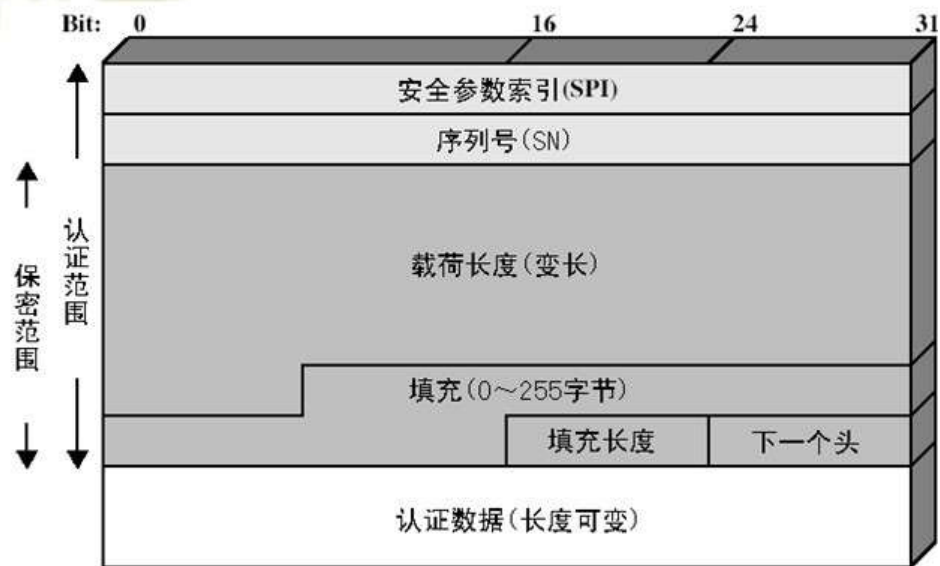 Bit: 0 16 24 31
安全参数索引(SPI)
序列号(SN)
载荷长度(变长)
填充(0～255字节)
填充长度
下一个头
认证数据(长度可变)
认证范围
保密范围